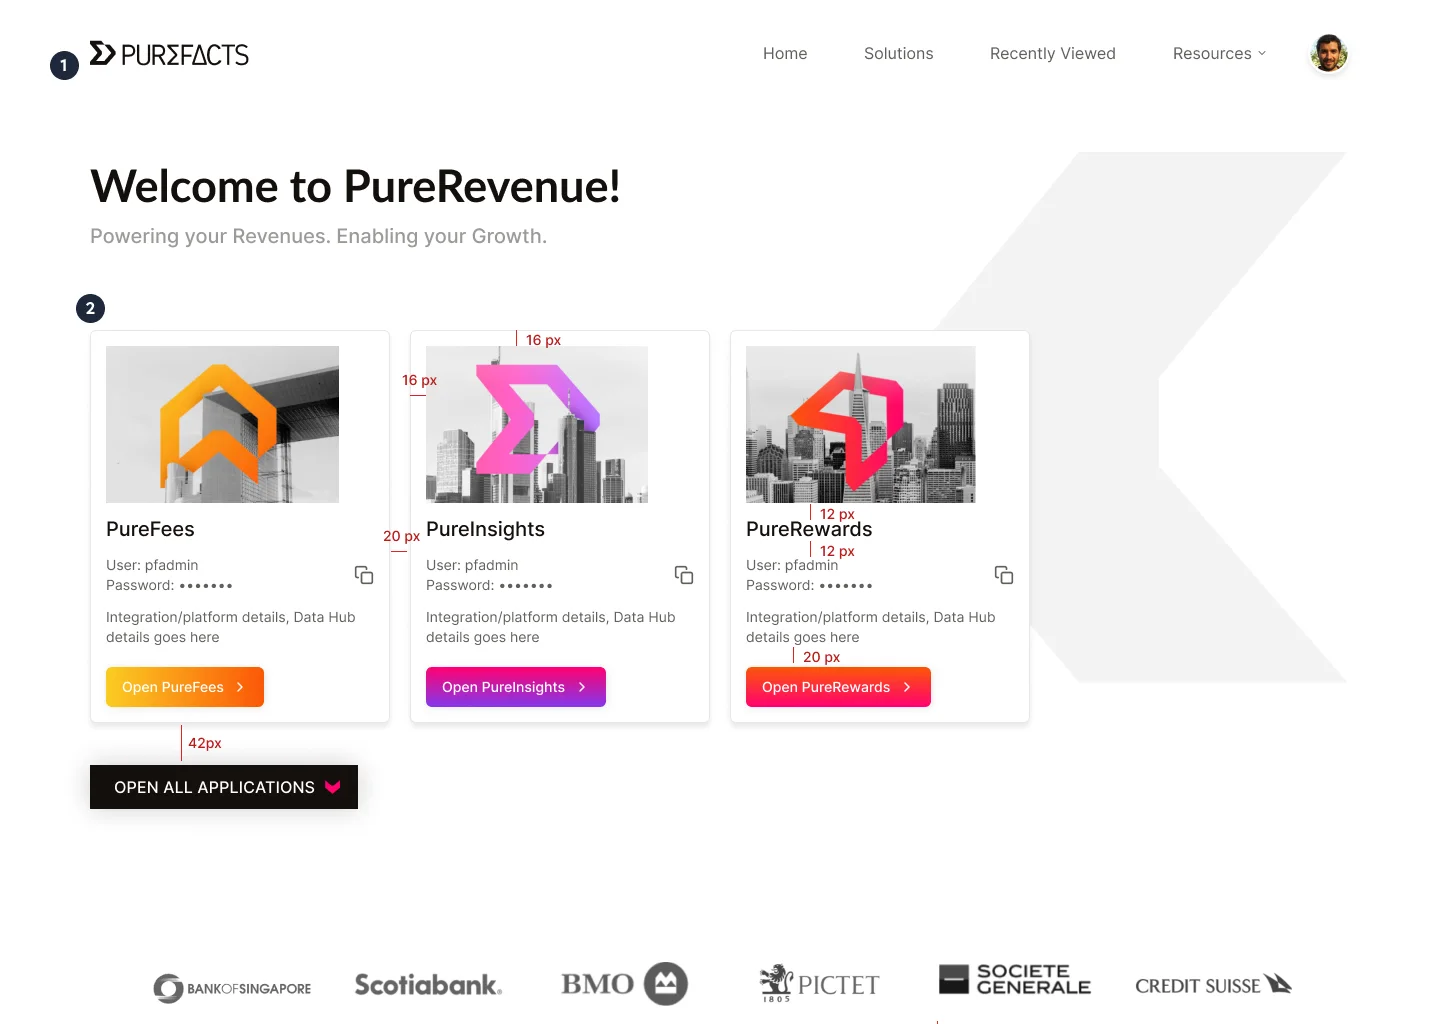 1
PUREFACTS
Home
Solutions
Recently Viewed
Resources
Welcome to PureRevenue!
Powering your Revenues. Enabling your Growth.
2
16 px
16 px
20 px
PureFees
User: pfadmin
Password: •••••••
Integration/platform details, Data Hub
details goes here
Open PureFees
PureInsights
User: pfadmin
Password: •••••••
Integration/platform details, Data Hub
details goes here
Open PureInsights
12 px
PureRewards
12 px
User: pfadmin
Password: •••••••
Integration/platform details, Data Hub
details goes here
20 px
Open PureRewards
42px
OPEN ALL APPLICATIONS
BANKOFSINGAPORE
Scotiabank
BMO
1805
PICTET
SOCIETE
GENERALE
CREDIT SUISSE